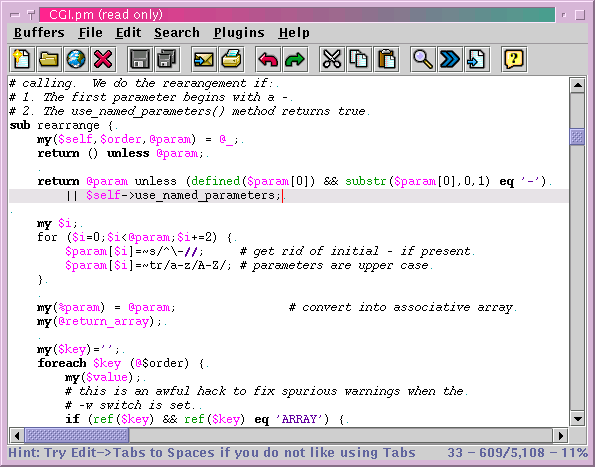 CGI.pm (read only)
Buffers File Edit Search Plugins Help
# calling.  We do the rearangement if:.
# 1. The first parameter begins with a -.
# 2. The use_named_parameters() method returns true.
sub rearrange {.
    my($self,$order,@param) = @_;.
    return () unless @param;.
    .
    return @param unless (defined($param[0]) && substr($param[0],0,1) eq '-').
        || $self->use_named_parameters;.
.
    my $i;.
    for ($i=0;$i<@param;$i+=2) {.
        $param[$i]=~s/^\-//;     # get rid of initial - if present.
        $param[$i]=~tr/a-z/A-Z/; # parameters are upper case.
    }.
    .
    my(%param) = @param;                # convert into associative array.
    my(@return_array);.
    .
    my($key)='';.
    foreach $key (@$order) {.
        my($value);.
        # this is an awful hack to fix spurious warnings when the.
        # -w switch is set..
        if (ref($key) && ref($key) eq 'ARRAY') {.
Hint: Try Edit->Tabs to Spaces if you do not like using Tabs 33 - 609/5,108 - 11%